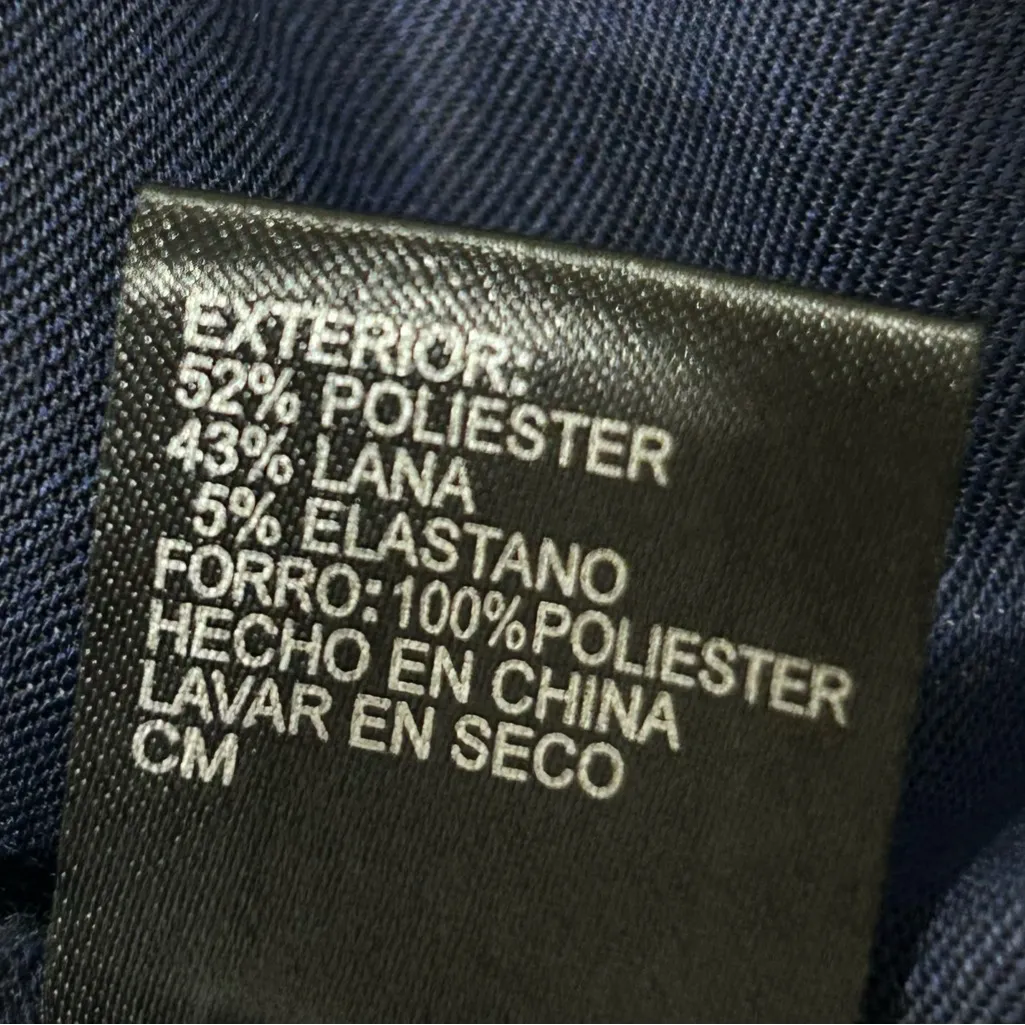 EXTERIOR:
52% POLIESTER
43% LANA
5% ELASTANO
FORRO: 100% POLIESTER
HECHO EN CHINA
LAVAR EN SECO
CM